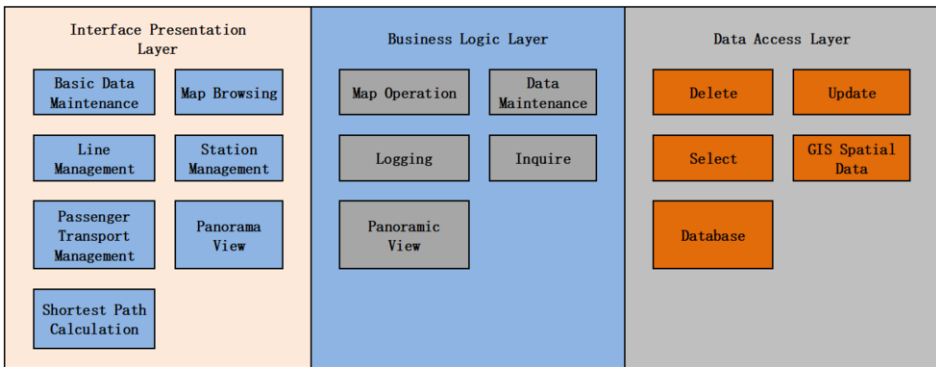 Interface Presentation
Layer
Basic Data
Maintenance
Map Browsing
Line
Management
Station
Management
Passenger
Transport
Management
Panorama
View
Shortest Path
Calculation
Business Logic Layer
Map Operation
Data
Maintenance
Logging
Inquire
Panoramic
View
Data Access Layer
Delete
Update
Select
GIS Spatial
Data
Database